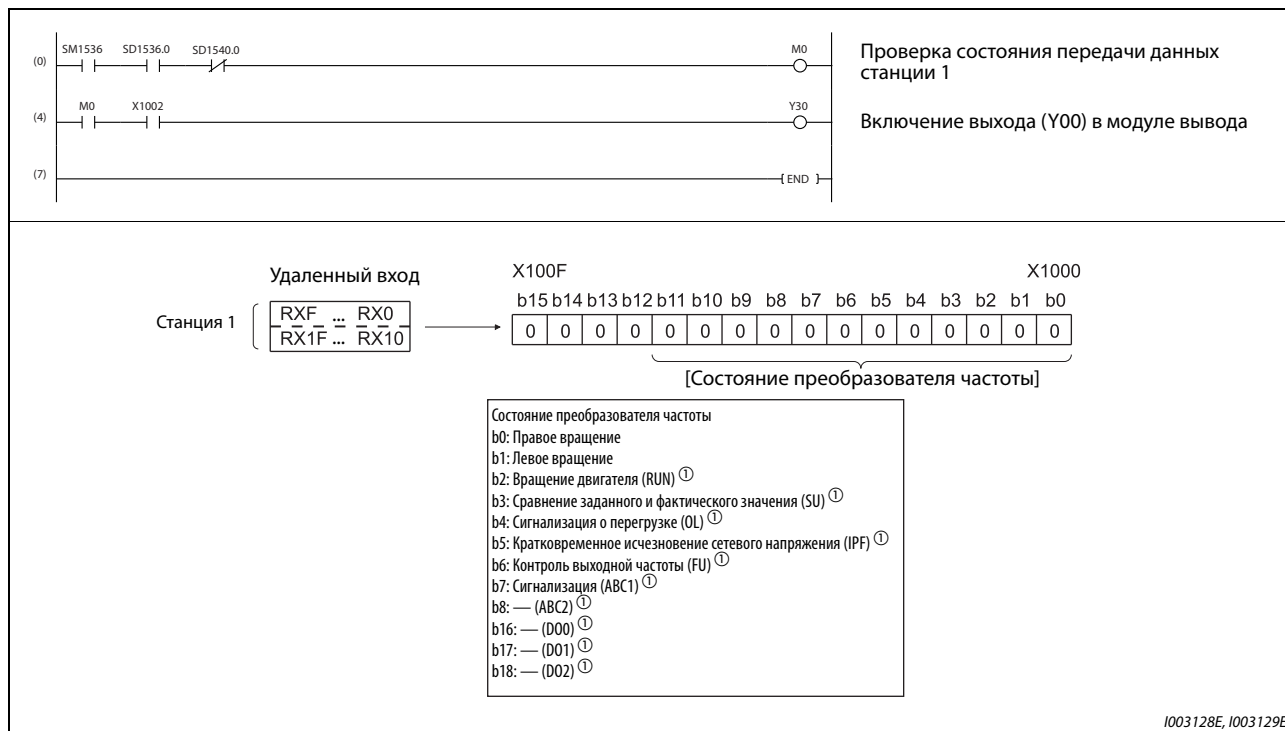 SM1536 SD1536.0 SD1540.0 M0
(0)
Проверка состояния передачи данных
станции 1
M0 X1002 Y30
(4)
Включение выхода (Y00) в модуле вывода
(7) END
Удаленный вход
X100F X1000
b15 b14 b13 b12 b11 b10 b9 b8 b7 b6 b5 b4 b3 b2 b1 b0
Станция 1
RXF ... RX0
RX1F ... RX10
0 0 0 0 0 0 0 0 0 0 0 0 0 0 0 0
[Состояние преобразователя частоты]
Состояние преобразователя частоты
b0: Правое вращение
b1: Левое вращение
b2: Вращение двигателя (RUN) ①
b3: Сравнение заданного и фактического значения (SU) ①
b4: Сигнализация о перегрузке (OL) ①
b5: Кратковременное исчезновение сетевого напряжения (IPF) ①
b6: Контроль выходной частоты (FU) ①
b7: Сигнализация (ABC1) ①
b8: — (ABC2) ①
b16: — (DO0) ①
b17: — (DO1) ①
b18: — (DO2) ①
I003128E, I003129E